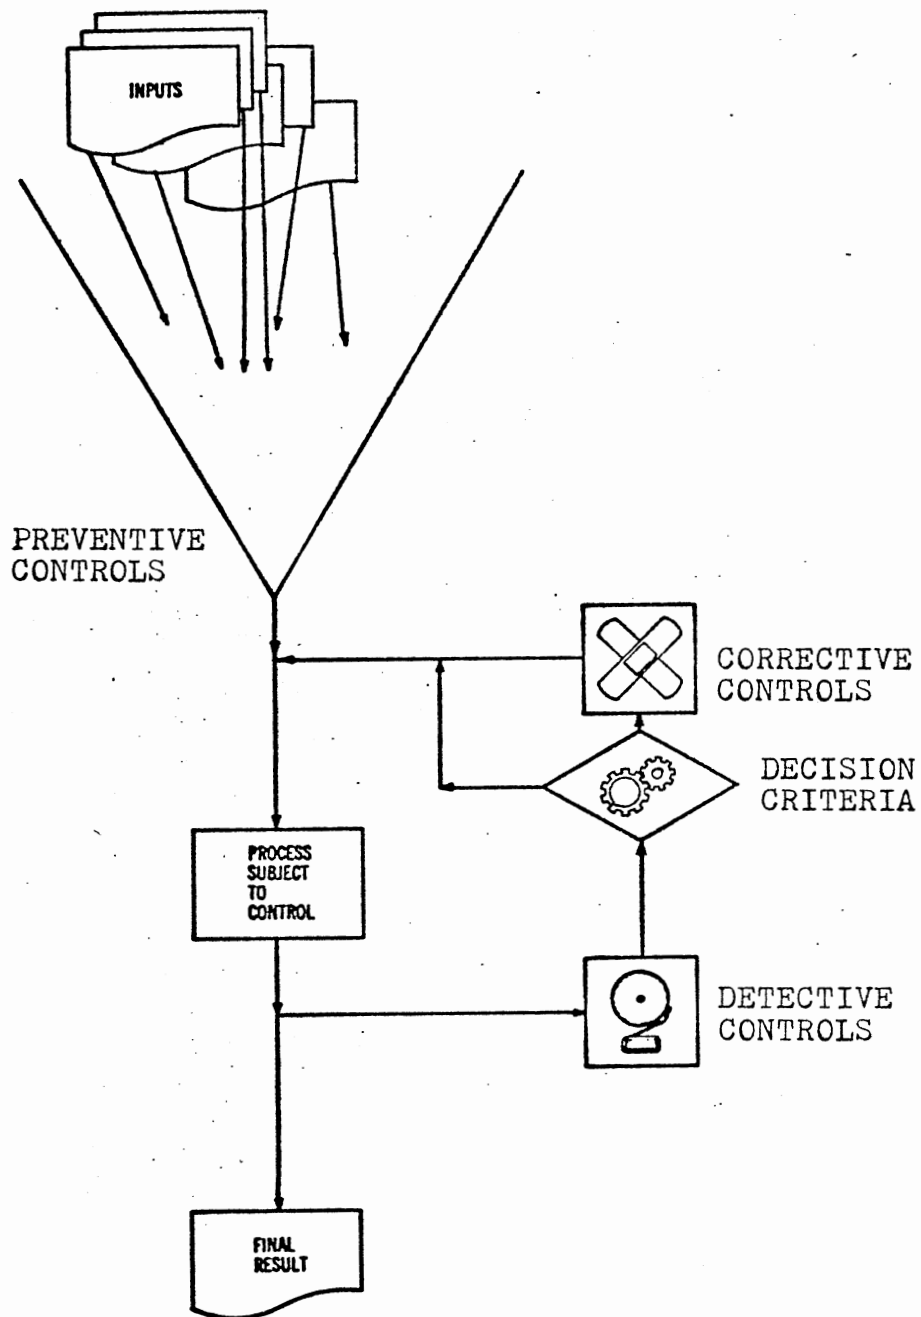 INPUTS
PREVENTIVE
CONTROLS
CORRECTIVE
CONTROLS
DECISION
CRITERIA
PROCESS
SUBJECT
TO
CONTROL
DETECTIVE
CONTROLS
FINAL
RESULT